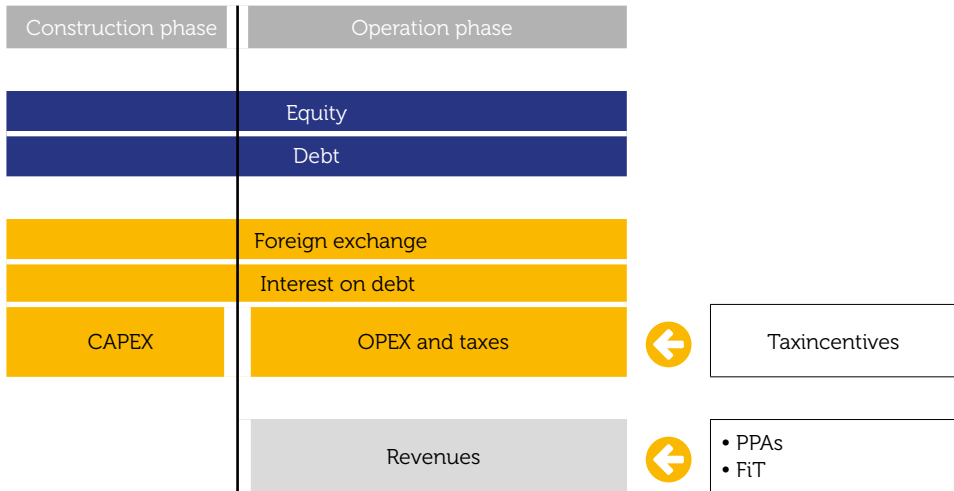 Construction phase
Operation phase
Equity
Debt
Foreign exchange
Interest on debt
CAPEX
OPEX and taxes
Taxincentives
Revenues
• PPAs
• FiT